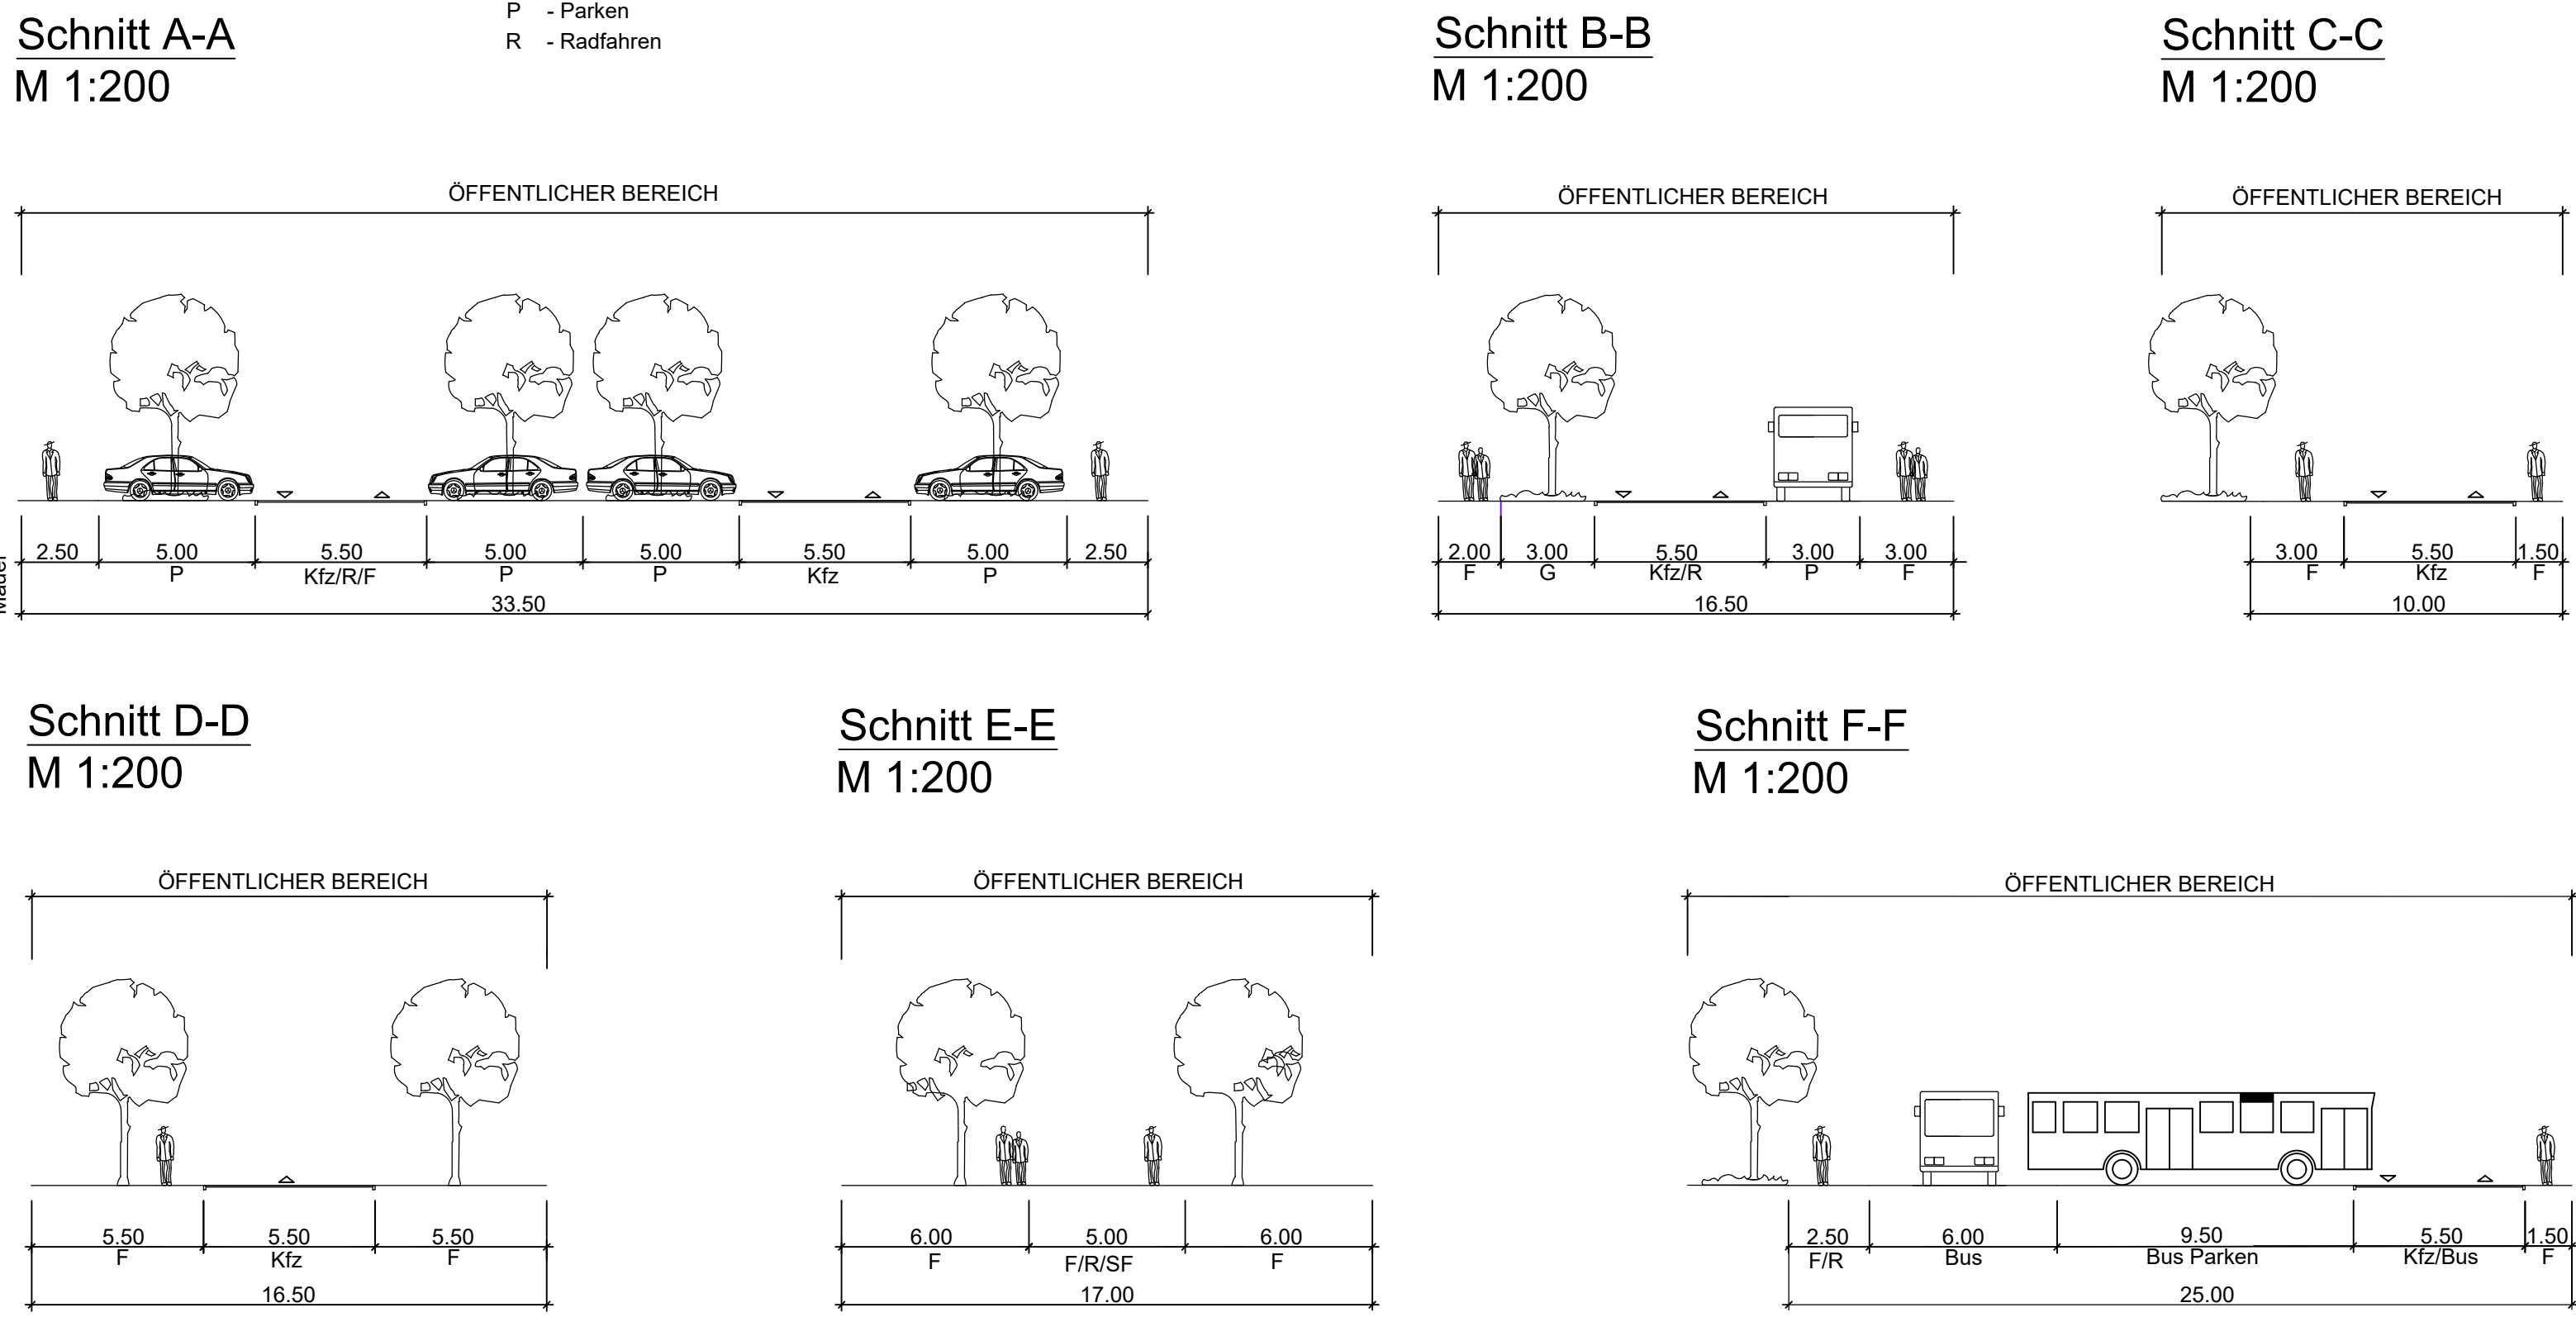 P - Parken
R - Radfahren
Schnitt A-A
M 1:200
Schnitt B-B
M 1:200
Schnitt C-C
M 1:200
ÖFFENTLICHER BEREICH
ÖFFENTLICHER BEREICH
ÖFFENTLICHER BEREICH
2.50 5.00 5.50 5.00 5.00 5.50 5.00 2.50
P Kfz/R/F P P Kfz P
33.50
Mauer
2.00 3.00 5.50 3.00 3.00
F G Kfz/R P F
16.50
3.00 5.50 1.50
F Kfz F
10.00
Schnitt D-D
M 1:200
Schnitt E-E
M 1:200
Schnitt F-F
M 1:200
ÖFFENTLICHER BEREICH
ÖFFENTLICHER BEREICH
ÖFFENTLICHER BEREICH
5.50 5.50 5.50
F Kfz F
16.50
6.00 5.00 6.00
F F/R/SF F
17.00
2.50 6.00 9.50 5.50 1.50
F/R Bus Bus Parken Kfz/Bus F
25.00